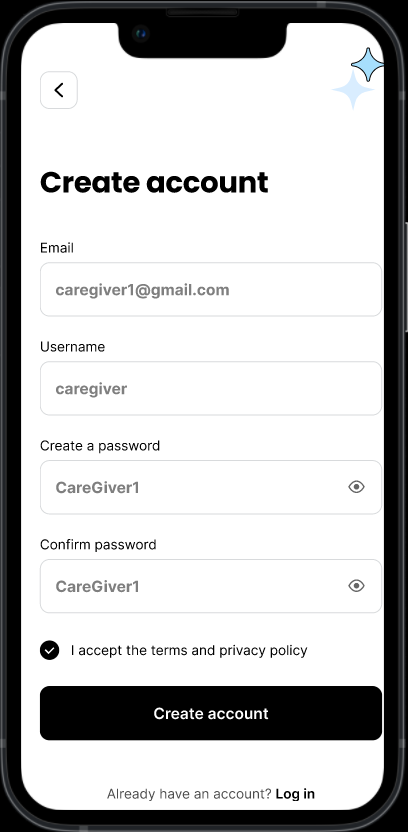 Create account
Email
caregiver1@gmail.com
Username
caregiver
Create a password
CareGiver1
Confirm password
CareGiver1
I accept the terms and privacy policy
Create account
Already have an account? Log in